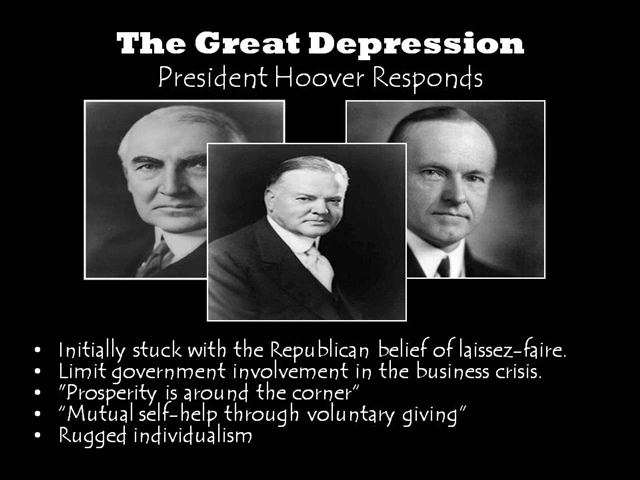 The Great Depression
President Hoover Responds
• Initially stuck with the Republican belief of laissez-faire.
• Limit government involvement in the business crisis.
• "Prosperity is around the corner"
• "Mutual self-help through voluntary giving"
• Rugged individualism